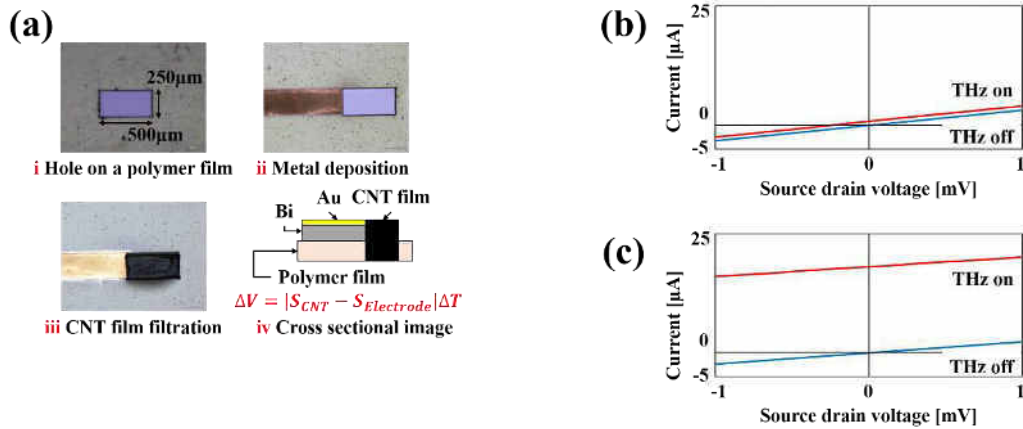 (a)
250μm
500μm
i Hole on a polymer film
ii Metal deposition
Au CNT film
Bi
Polymer film
ΔV = |S_CNT − S_Electrode|ΔT
iii CNT film filtration
iv Cross sectional image
(b)
25
0
-5
Current [μA]
THz on
THz off
-1 0 1
Source drain voltage [mV]
(c)
25
0
-5
Current [μA]
THz on
THz off
-1 0 1
Source drain voltage [mV]